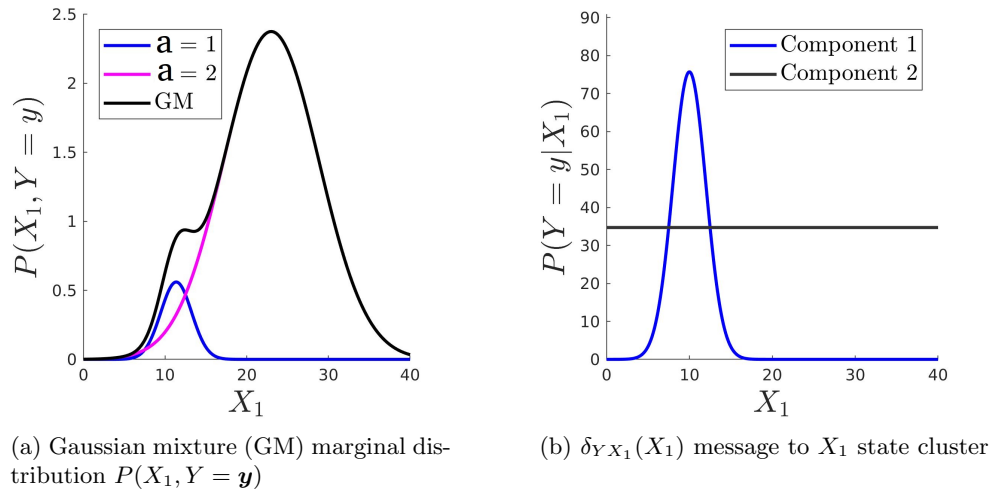 2.5
2
1.5
1
0.5
0
0
10
20
30
40
P(X₁, Y = y)
X₁
a = 1
a = 2
GM
(a) Gaussian mixture (GM) marginal dis-
tribution P(X₁, Y = y)
90
80
70
60
50
40
30
20
10
0
0
10
20
30
40
P(Y = y|X₁)
X₁
Component 1
Component 2
(b) δ_{YX₁}(X₁) message to X₁ state cluster